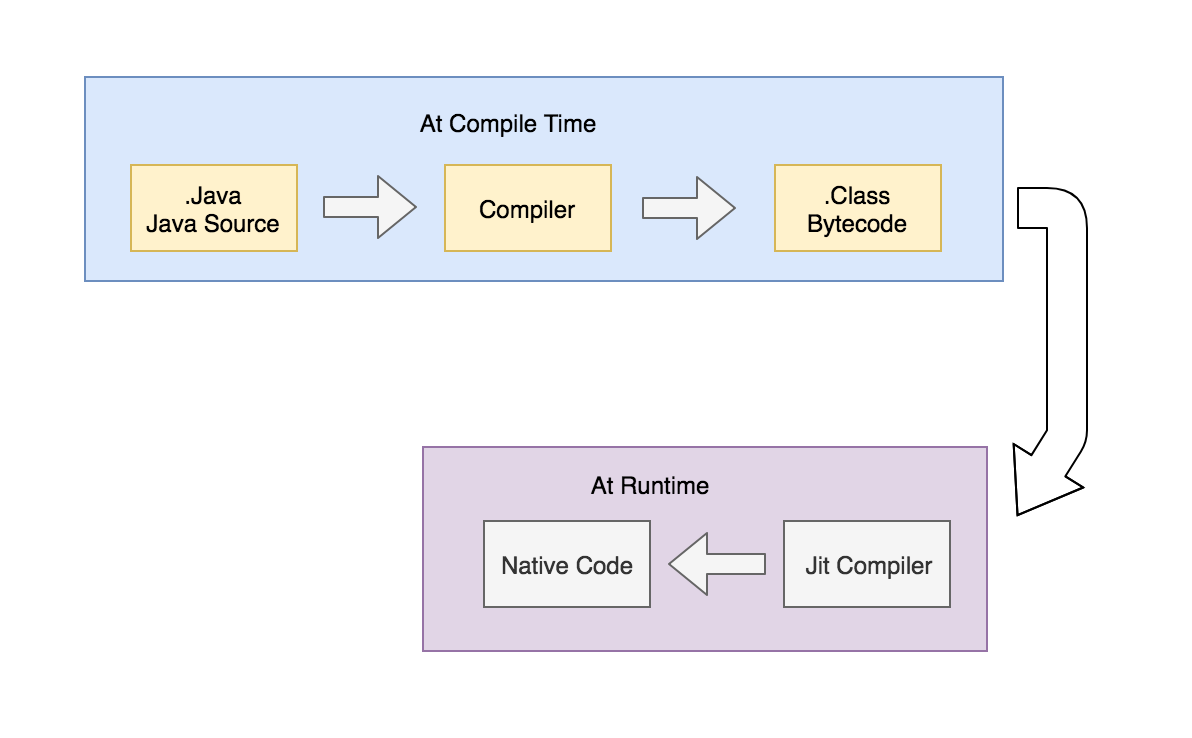 At Compile Time
.Java
Java Source
Compiler
.Class
Bytecode
At Runtime
Native Code
Jit Compiler